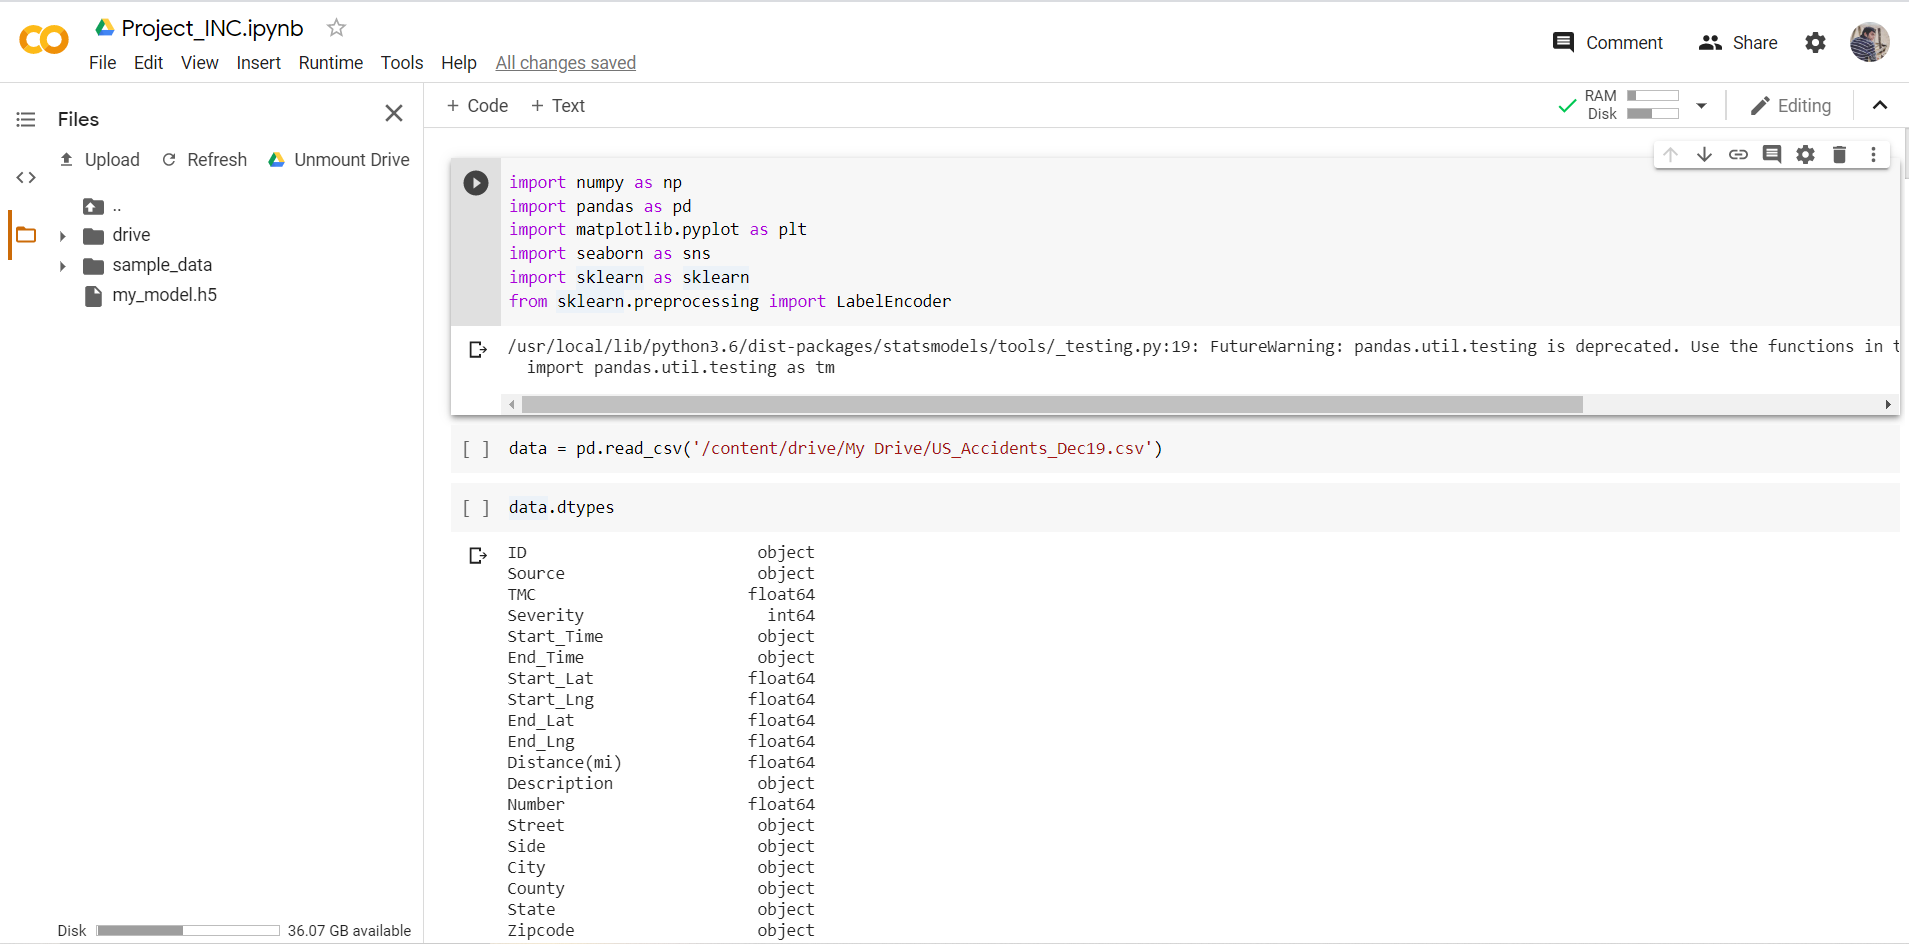 Project_INC.ipynb
File Edit View Insert Runtime Tools Help All changes saved
Comment Share
Files
Upload Refresh Unmount Drive
..
drive
sample_data
my_model.h5
Disk 36.07 GB available
+ Code + Text
RAM
Disk
Editing
import numpy as np
import pandas as pd
import matplotlib.pyplot as plt
import seaborn as sns
import sklearn as sklearn
from sklearn.preprocessing import LabelEncoder
/usr/local/lib/python3.6/dist-packages/statsmodels/tools/_testing.py:19: FutureWarning: pandas.util.testing is deprecated. Use the functions in t
import pandas.util.testing as tm
[ ] data = pd.read_csv('/content/drive/My Drive/US_Accidents_Dec19.csv')
[ ] data.dtypes
ID object
Source object
TMC float64
Severity int64
Start_Time object
End_Time object
Start_Lat float64
Start_Lng float64
End_Lat float64
End_Lng float64
Distance(mi) float64
Description object
Number float64
Street object
Side object
City object
County object
State object
Zipcode object